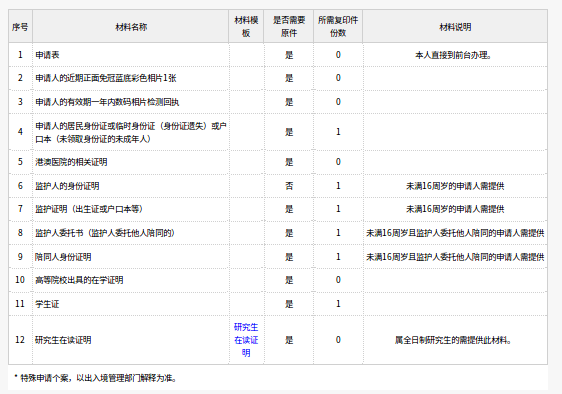 序号 材料名称 材料模板 是否需要原件 所需复印件份数 材料说明
1 申请表 是 0 本人直接到前台办理。
2 申请人的近期正面免冠蓝底彩色相片1张 是 0
3 申请人的有效期一年内数码相片检测回执 是 0
4 申请人的居民身份证或临时身份证（身份证遗失）或户口本（未领取身份证的未成年人） 是 1
5 港澳医院的相关证明 是 0
6 监护人的身份证明 否 1 未满16周岁的申请人需提供
7 监护证明（出生证或户口本等） 是 1 未满16周岁的申请人需提供
8 监护人委托书（监护人委托他人陪同的） 是 1 未满16周岁且监护人委托他人陪同的申请人需提供
9 陪同人身份证明 是 1 未满16周岁且监护人委托他人陪同的申请人需提供
10 高等院校出具的在学证明 是 0
11 学生证 是 1
12 研究生在读证明 研究生在读证明 是 0 属全日制研究生的需提供此材料。
* 特殊申请个案，以出入境管理部门解释为准。